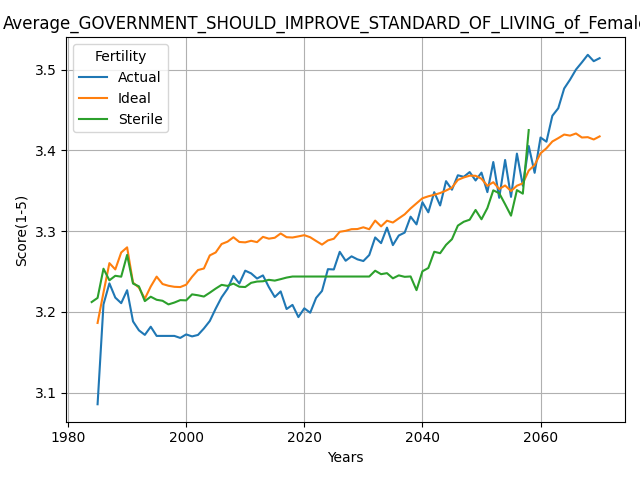 Average_GOVERNMENT_SHOULD_IMPROVE_STANDARD_OF_LIVING_of_Female
Fertility
Actual
Ideal
Sterile
3.5
3.4
3.3
3.2
3.1
Score(1-5)
1980 2000 2020 2040 2060
Years